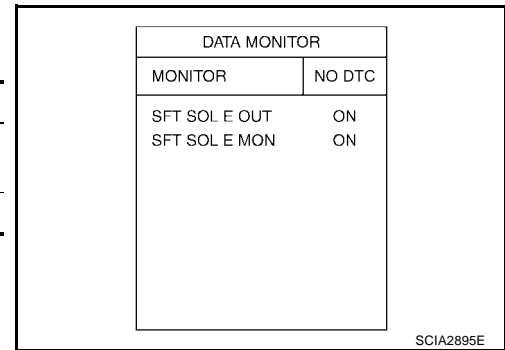 DATA MONITOR
MONITOR NO DTC
SFT SOL E OUT ON
SFT SOL E MON ON
SCIA2895E